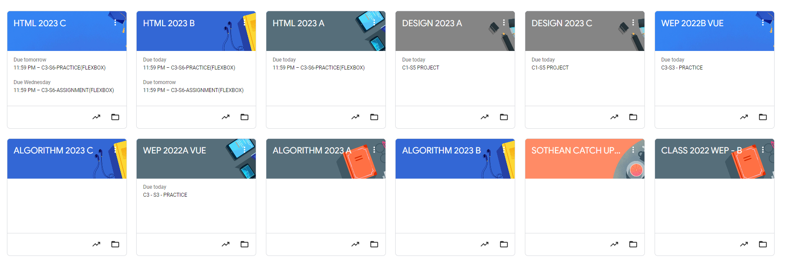 HTML 2023 C
Due tomorrow
11:59 PM – C3-S6-PRACTICE(FLEXBOX)
Due Wednesday
11:59 PM – C3-S6-ASSIGNMENT(FLEXBOX)
HTML 2023 B
Due today
11:59 PM – C3-S6-PRACTICE(FLEXBOX)
Due tomorrow
11:59 PM – C3-S6-ASSIGNMENT(FLEXBOX)
HTML 2023 A
Due today
11:59 PM – C3-S6-PRACTICE(FLEXBOX)
DESIGN 2023 A
Due today
C1-S5 PROJECT
DESIGN 2023 C
Due today
C1-S5 PROJECT
WEP 2022B VUE
Due today
C3-S3 - PRACTICE
ALGORITHM 2023 C
WEP 2022A VUE
Due today
C3 - S3 - PRACTICE
ALGORITHM 2023 A
ALGORITHM 2023 B
SOTHEAN CATCH UP...
CLASS 2022 WEP - B